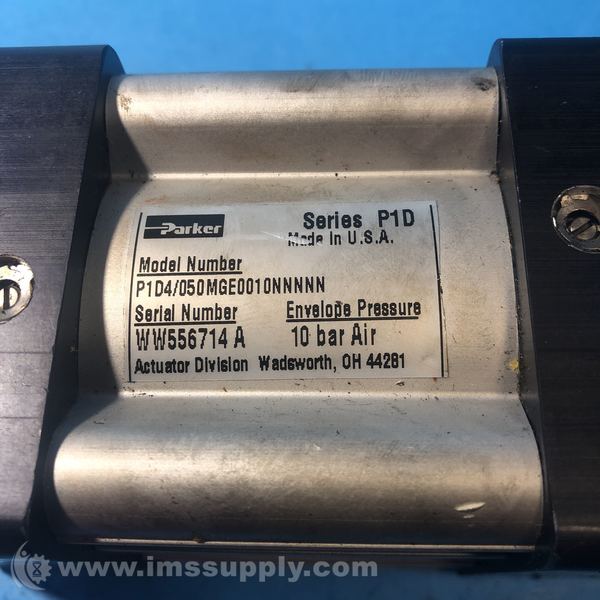 Parker Series P1D
Made In U.S.A.
Model Number
P1D4/050MGE0010NNNNN
Serial Number Envelope Pressure
WW556714 A 10 bar Air
Actuator Division Wadsworth, OH 44281
www.imssupply.com